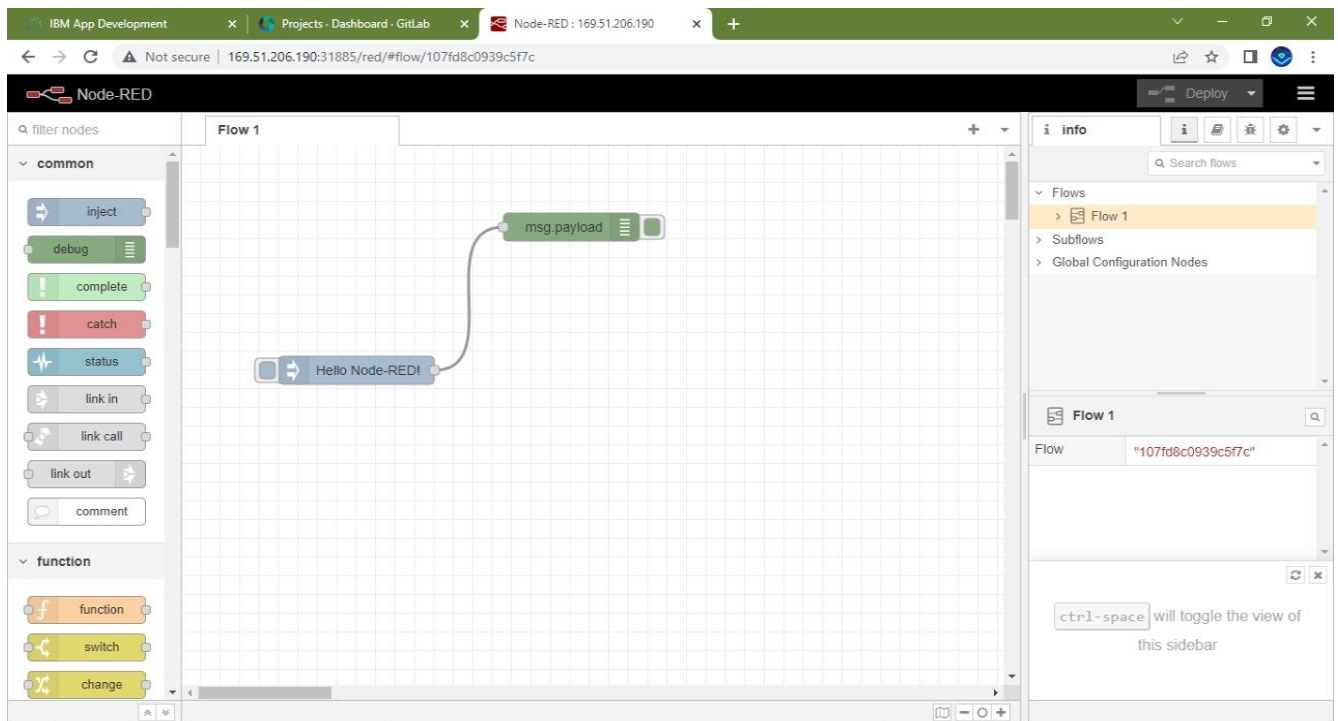 IBM App Development
Projects · Dashboard · GitLab
Node-RED : 169.51.206.190
Not secure | 169.51.206.190:31885/red/#flow/107fd8c0939c5f7c
Node-RED
Deploy
filter nodes
Flow 1
i info
i
Search flows
common
inject
debug
complete
catch
status
link in
link call
link out
comment
function
function
switch
change
msg.payload
Hello Node-RED!
Flows
Flow 1
Subflows
Global Configuration Nodes
Flow 1
Flow "107fd8c0939c5f7c"
ctrl-space will toggle the view of
this sidebar